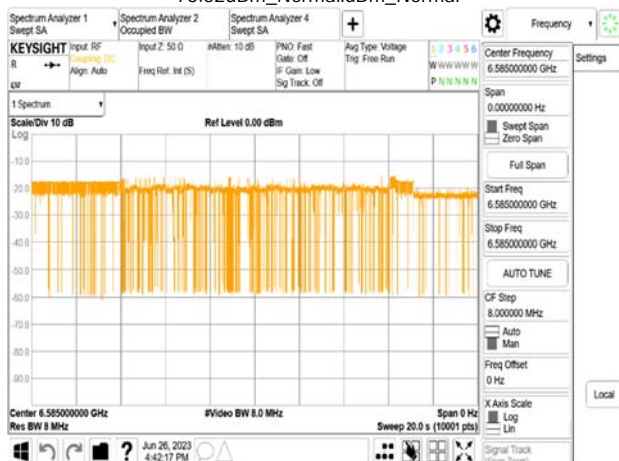 Spectrum Analyzer 1
Swept SA
Spectrum Analyzer 2
Occupied BW
Spectrum Analyzer 4
Swept SA
Frequency
KEYSIGHT
R
Input: RF
Coupling: DC
Align: Auto
Input Z: 50 Ω
Freq Ref: Int (S)
#Atten: 10 dB
PNO: Fast
Gate: Off
IF Gain: Low
Sig Track: Off
Avg Type: Voltage
Trig: Free Run
1 2 3 4 5 6
W W W W W W
P N N N N N
1 Spectrum
Scale/Div 10 dB
Ref Level 0.00 dBm
Log
-10.0
-20.0
-30.0
-40.0
-50.0
-60.0
-70.0
-80.0
-90.0
Center 6.585000000 GHz
#Video BW 8.0 MHz
Span 0 Hz
Res BW 8 MHz
Sweep 20.0 s (10001 pts)
Jun 26, 2023
4:42:17 PM
Center Frequency
6.585000000 GHz
Settings
Span
0.00000000 Hz
Swept Span
Zero Span
Full Span
Start Freq
6.585000000 GHz
Stop Freq
6.585000000 GHz
AUTO TUNE
CF Step
8.000000 MHz
Auto
Man
Freq Offset
0 Hz
X Axis Scale
Log
Lin
Local
Signal Track